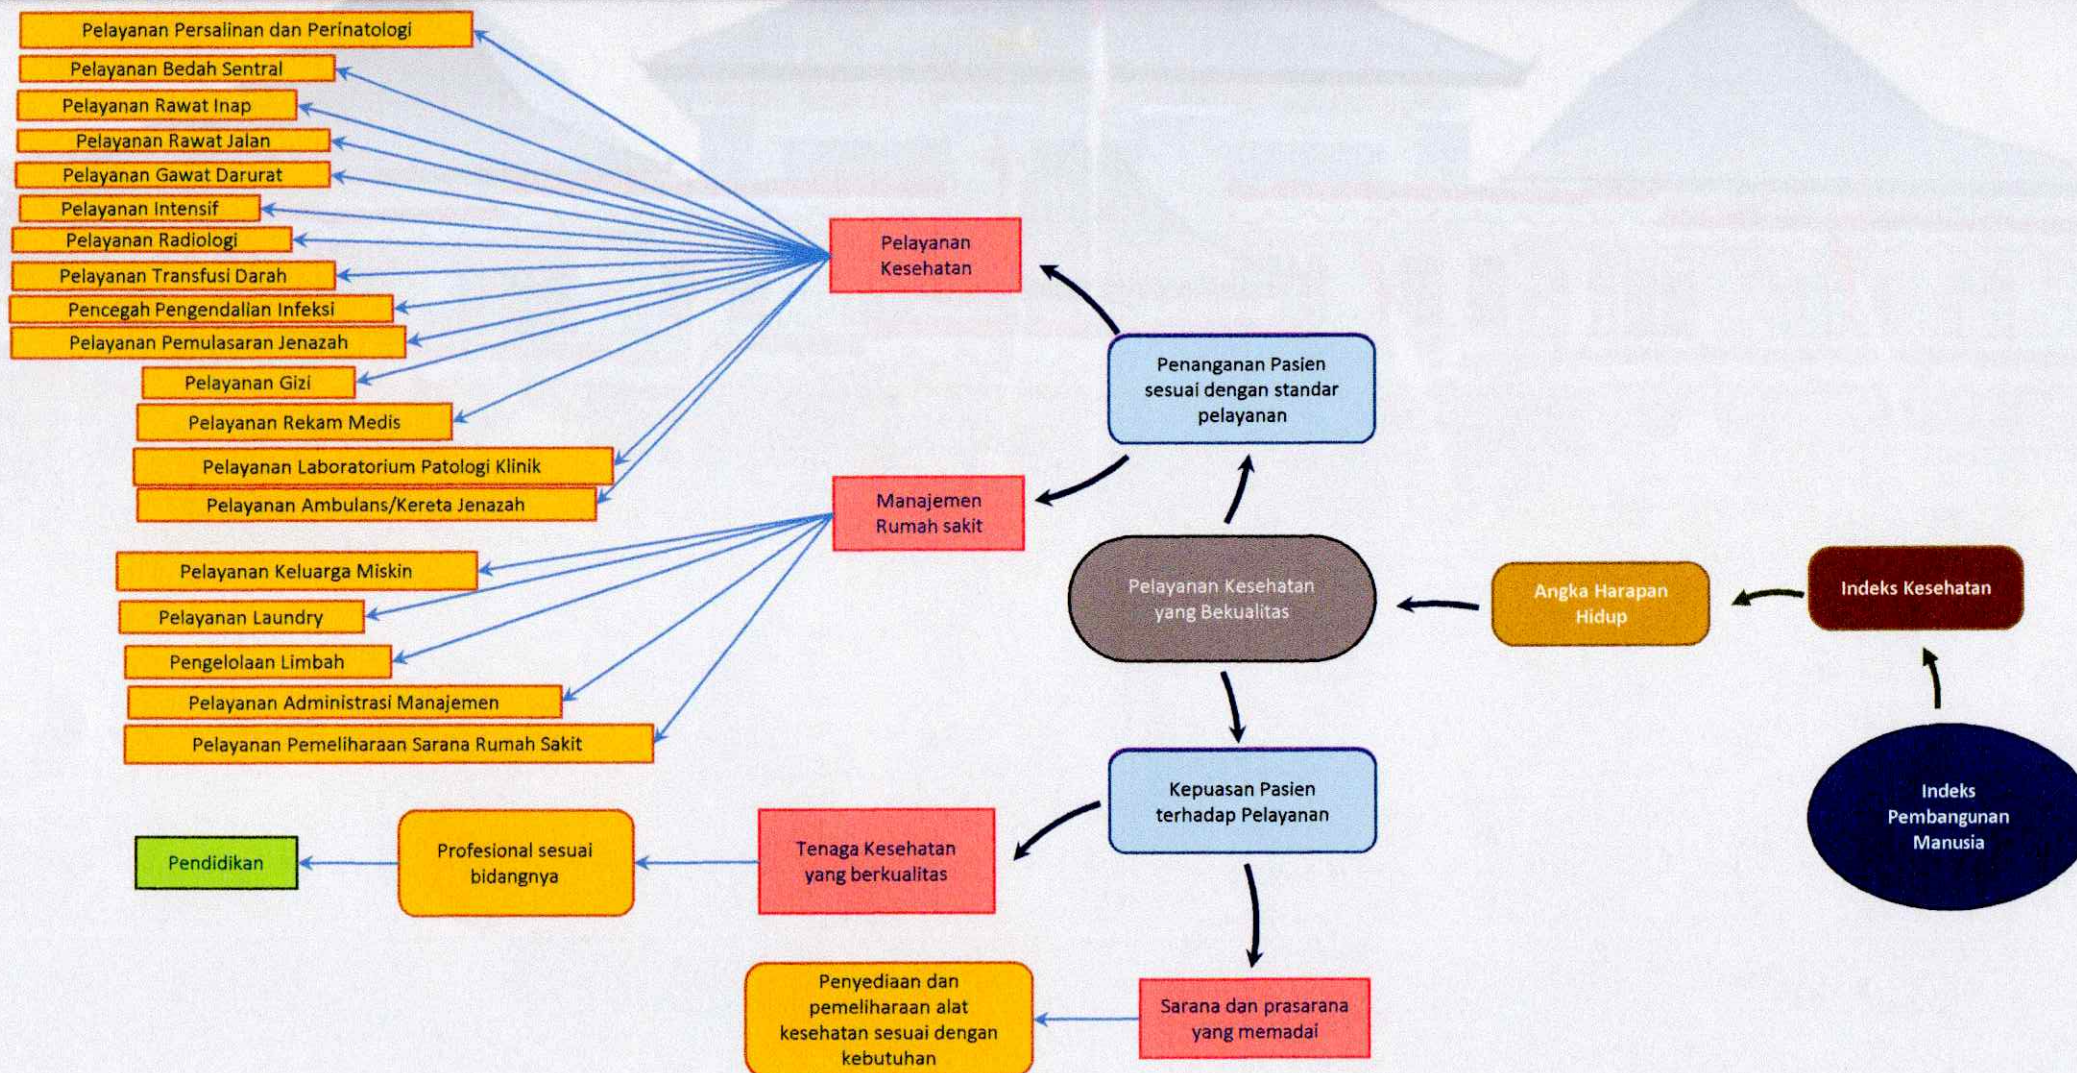 Pelayanan Persalinan dan Perinatologi
Pelayanan Bedah Sentral
Pelayanan Rawat Inap
Pelayanan Rawat Jalan
Pelayanan Gawat Darurat
Pelayanan Intensif
Pelayanan Radiologi
Pelayanan Transfusi Darah
Pencegah Pengendalian Infeksi
Pelayanan Pemulasaran Jenazah
Pelayanan Gizi
Pelayanan Rekam Medis
Pelayanan Laboratorium Patologi Klinik
Pelayanan Ambulans/Kereta Jenazah
Pelayanan Keluarga Miskin
Pelayanan Laundry
Pengelolaan Limbah
Pelayanan Administrasi Manajemen
Pelayanan Pemeliharaan Sarana Rumah Sakit
Pelayanan
Kesehatan
Manajemen
Rumah sakit
Penanganan Pasien
sesuai dengan standar
pelayanan
Pelayanan Kesehatan
yang Bekualitas
Angka Harapan
Hidup
Indeks Kesehatan
Indeks
Pembangunan
Manusia
Kepuasan Pasien
terhadap Pelayanan
Tenaga Kesehatan
yang berkualitas
Profesional sesuai
bidangnya
Pendidikan
Sarana dan prasarana
yang memadai
Penyediaan dan
pemeliharaan alat
kesehatan sesuai dengan
kebutuhan